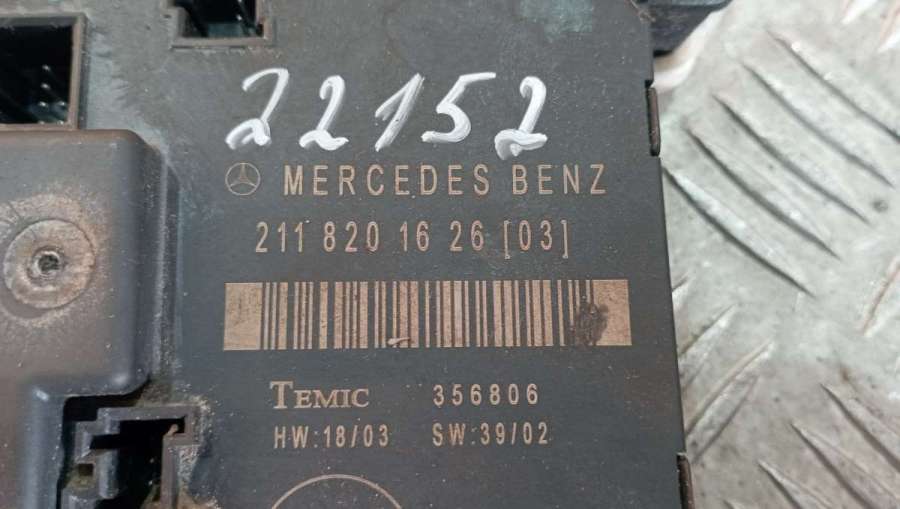 22152
MERCEDES BENZ
211 820 16 26 [03]
TEMIC 356806
HW:18/03 SW:39/02